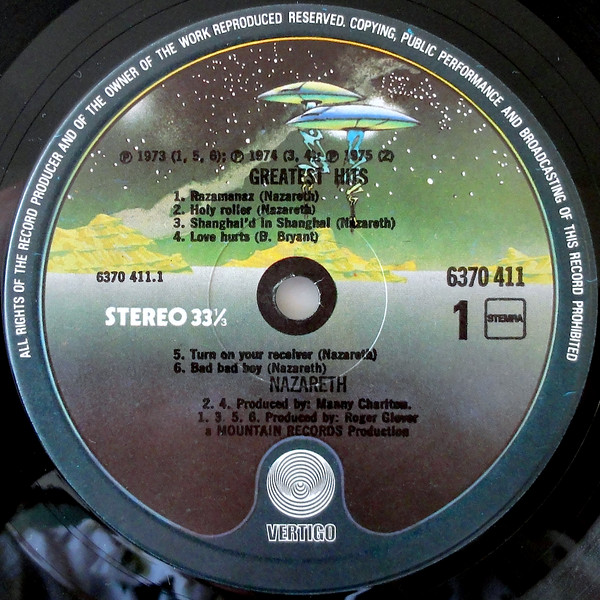 ALL RIGHTS OF THE RECORD PRODUCER AND OF THE OWNER OF THE WORK REPRODUCED RESERVED. COPYING, PUBLIC PERFORMANCE AND BROADCASTING OF THIS RECORD PROHIBITED
℗ 1973 (1, 5, 6); ℗ 1974 (3, 4); ℗ 1975 (2)
GREATEST HITS
1. Razamanaz (Nazareth)
2. Holy roller (Nazareth)
3. Shanghai'd in Shanghai (Nazareth)
4. Love hurts (B. Bryant)
6370 411.1
6370 411
STEREO 33⅓
1
STEMRA
5. Turn on your receiver (Nazareth)
6. Bad bad boy (Nazareth)
NAZARETH
2. 4. Produced by: Manny Charlton.
1. 3. 5. 6. Produced by: Roger Glover
a MOUNTAIN RECORDS Production
VERTIGO